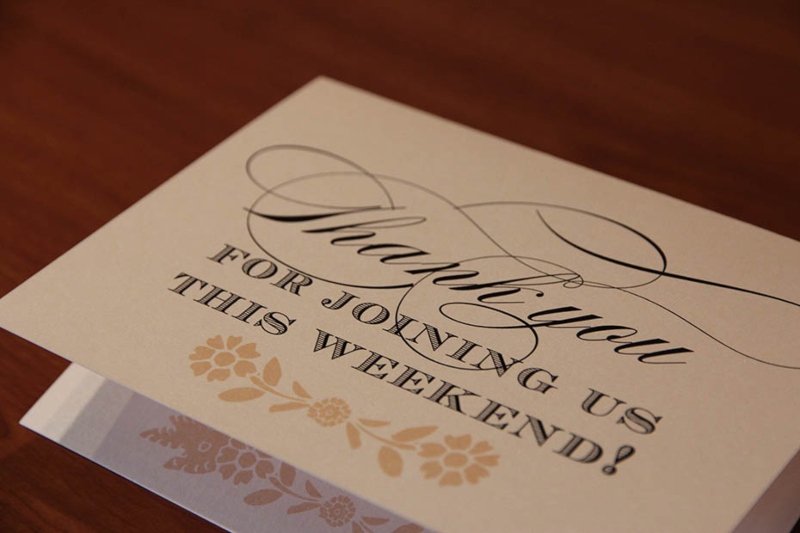 Thank you
FOR JOINING US
THIS WEEKEND!